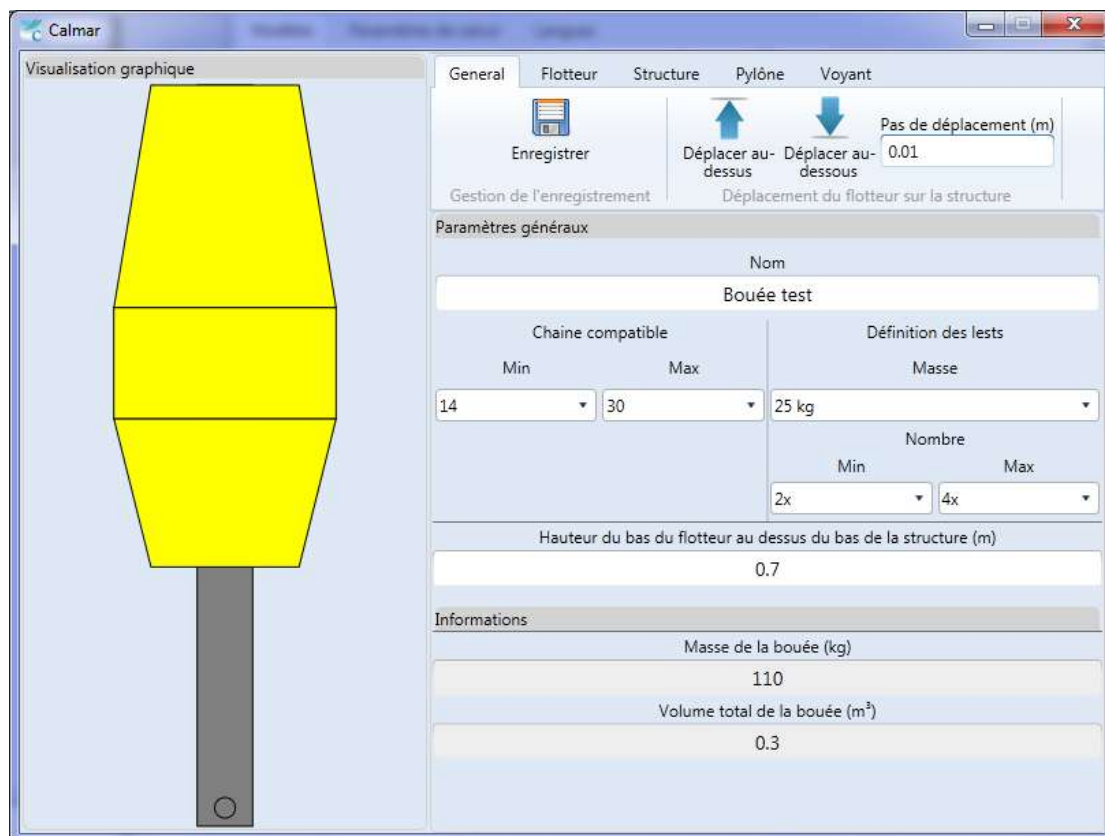 Calmar
Visualisation graphique
General Flotteur Structure Pylône Voyant
Enregistrer
Gestion de l'enregistrement
Déplacer au-
dessus
Déplacer au-
dessous
Pas de déplacement (m)
0.01
Déplacement du flotteur sur la structure
Paramètres généraux
Nom
Bouée test
Chaine compatible
Min Max
14 30
Définition des lests
Masse
25 kg
Nombre
Min Max
2x 4x
Hauteur du bas du flotteur au dessus du bas de la structure (m)
0.7
Informations
Masse de la bouée (kg)
110
Volume total de la bouée (m³)
0.3